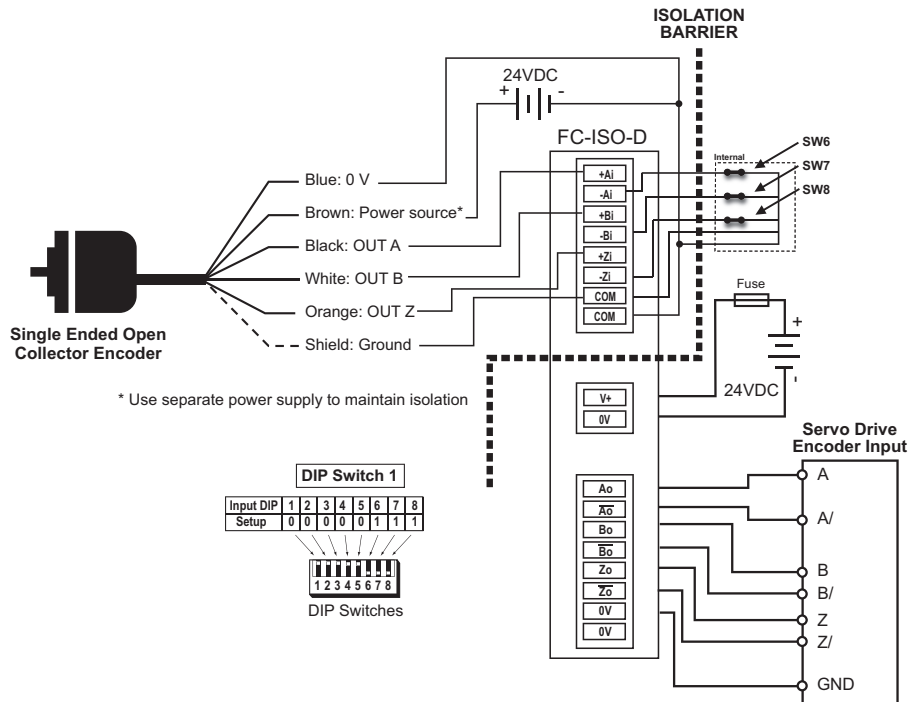 ISOLATION
BARRIER
24VDC
+ -
FC-ISO-D
Internal
SW6
SW7
SW8
Blue: 0 V
Brown: Power source*
Black: OUT A
White: OUT B
Orange: OUT Z
Shield: Ground
Single Ended Open
Collector Encoder
+Ai
-Ai
+Bi
-Bi
+Zi
-Zi
COM
COM
Fuse
+
-
24VDC
* Use separate power supply to maintain isolation
V+
0V
Servo Drive
Encoder Input
DIP Switch 1
Input DIP 1 2 3 4 5 6 7 8
Setup 0 0 0 0 0 1 1 1
1 2 3 4 5 6 7 8
DIP Switches
Ao
A̅o̅
Bo
B̅o̅
Zo
Z̅o̅
0V
0V
A
A/
B
B/
Z
Z/
GND